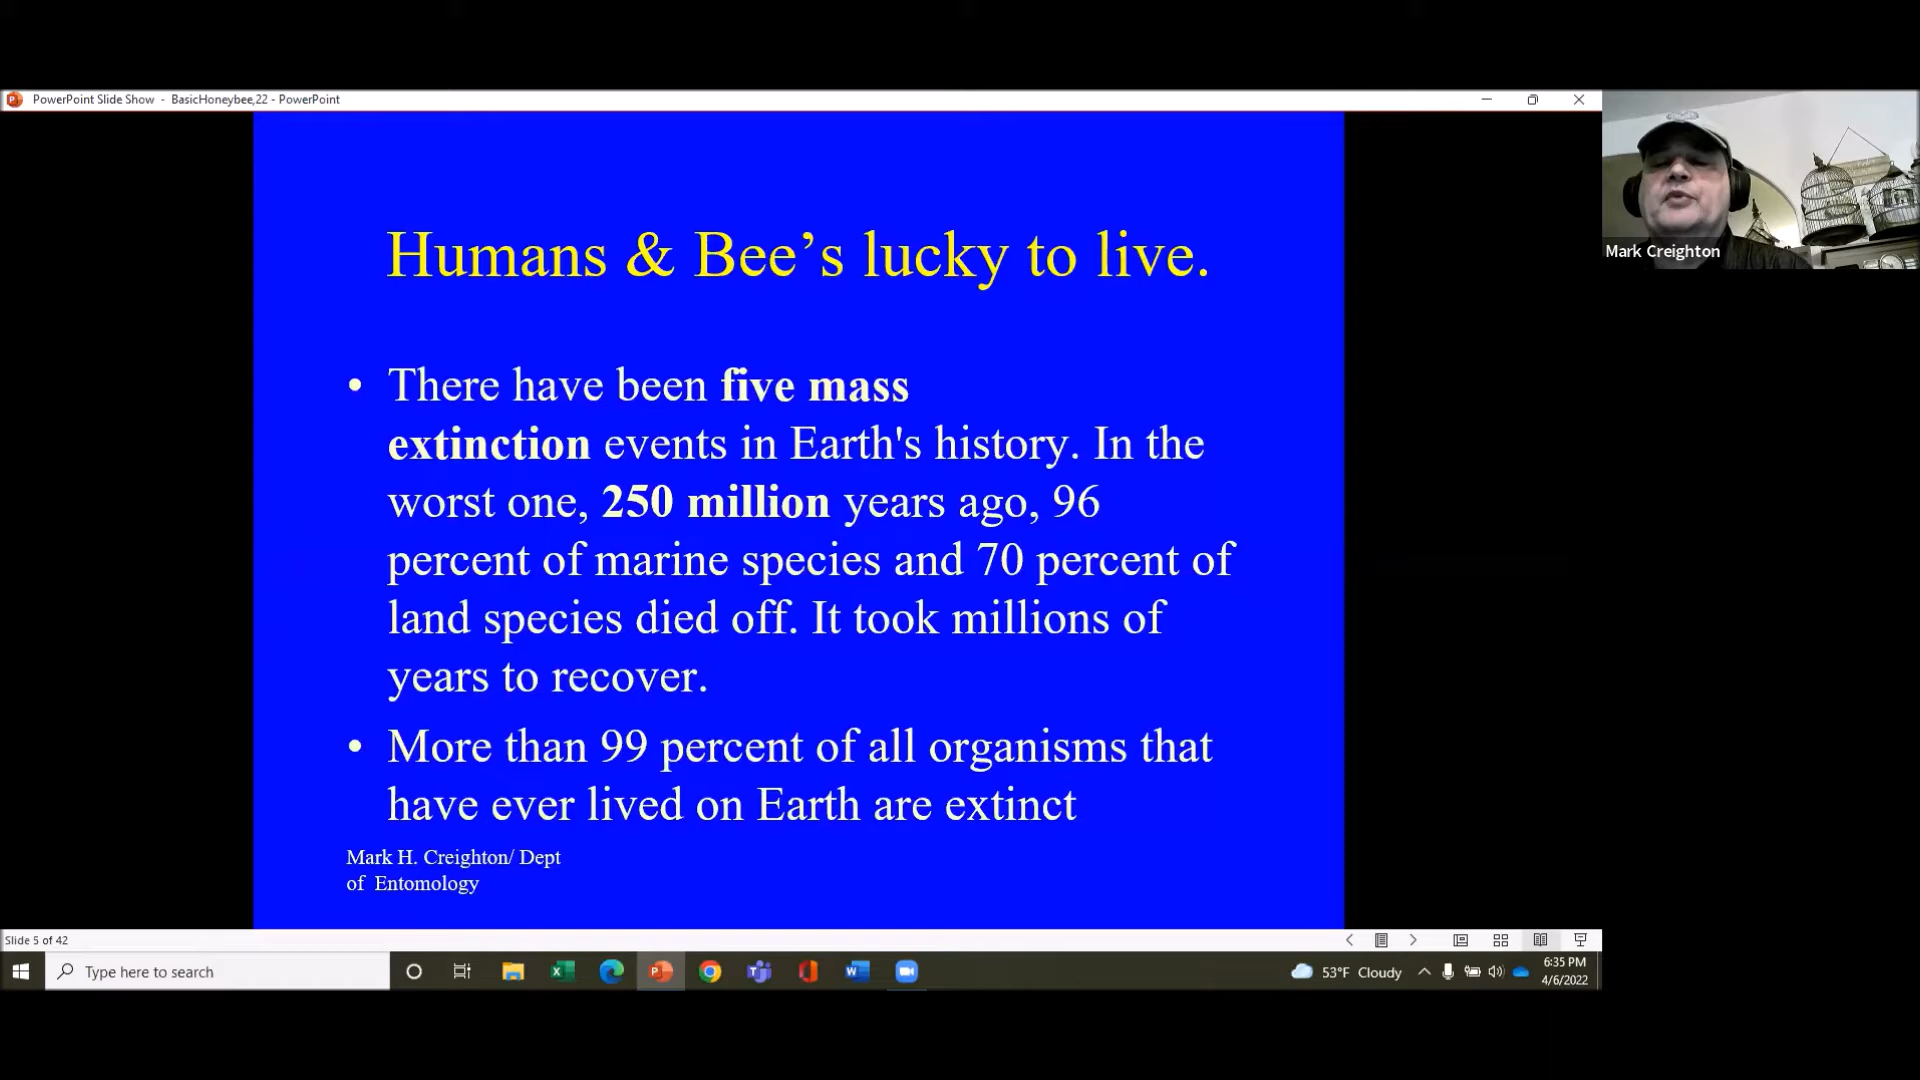 PowerPoint Slide Show - BasicHoneybee,22 - PowerPoint
Humans & Bee’s lucky to live.
• There have been five mass
extinction events in Earth's history. In the
worst one, 250 million years ago, 96
percent of marine species and 70 percent of
land species died off. It took millions of
years to recover.
• More than 99 percent of all organisms that
have ever lived on Earth are extinct
Mark H. Creighton/ Dept
of Entomology
Mark Creighton
Slide 5 of 42
Type here to search
53°F Cloudy
6:35 PM
4/6/2022